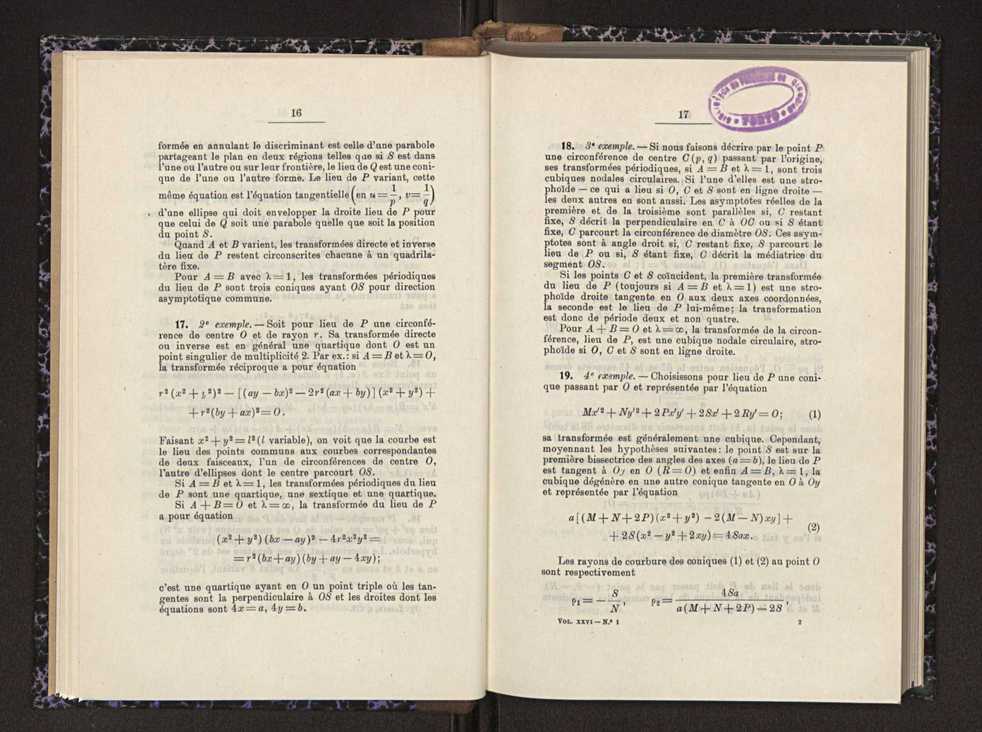 16
formée en annulant le discriminant est celle d'une parabole
partageant le plan en deux régions telles que si S est dans
l'une ou l'autre ou sur leur frontière, le lieu de Q est une coni-
que de l'une ou l'autre forme. Le lieu de P variant, cette
même équation est l'équation tangentielle (en u = 1/p, v = 1/q)
d'une ellipse qui doit envelopper la droite lieu de P pour
que celui de Q soit une parabole quelle que soit la position
du point S.
Quand A et B varient, les transformées directe et inverse
du lieu de P restent circonscrites chacune à un quadrila-
tère fixe.
Pour A = B avec λ = 1, les transformées périodiques
du lieu de P sont trois coniques ayant OS pour direction
asymptotique commune.
17. 2e exemple. — Soit pour lieu de P une circonfé-
rence de centre O et de rayon r. Sa transformée directe
ou inverse est en général une quartique dont O est un
point singulier de multiplicité 2. Par ex.: si A = B et λ = O,
la transformée réciproque a pour équation
r² (x² + y²)² — [(ay — bx)² — 2r² (ax + by)] (x² + y²) +
+ r² (by + ax)² = O.
Faisant x² + y² = l² (l variable), on voit que la courbe est
le lieu des points communs aux courbes correspondantes
de deux faisceaux, l'un de circonférences de centre O,
l'autre d'ellipses dont le centre parcourt OS.
Si A = B et λ = 1, les transformées périodiques du lieu
de P sont une quartique, une sextique et une quartique.
Si A + B = O et λ = ∞, la transformée du lieu de P
a pour équation
(x² + y²) (bx — ay)² — 4r²x²y² =
= r² (bx + ay) (by + ay — 4xy);
c'est une quartique ayant en O un point triple où les tan-
gentes sont la perpendiculaire à OS et les droites dont les
équations sont 4x = a, 4y = b.
17
PORTO
18. 3e exemple. — Si nous faisons décrire par le point P
une circonférence de centre C (p, q) passant par l'origine,
ses transformées périodiques, si A = B et λ = 1, sont trois
cubiques nodales circulaires. Si l'une d'elles est une stro-
phoïde — ce qui a lieu si O, C et S sont en ligne droite —
les deux autres en sont aussi. Les asymptotes réelles de la
première et de la troisième sont parallèles si, C restant
fixe, S décrit la perpendiculaire en C à OC ou si S étant
fixe, C parcourt la circonférence de diamètre OS. Ces asym-
ptotes sont à angle droit si, C restant fixe, S parcourt le
lieu de P ou si, S étant fixe, C décrit la médiatrice du
segment OS.
Si les points C et S coïncident, la première transformée
du lieu de P (toujours si A = B et λ = 1) est une stro-
phoïde droite tangente en O aux deux axes coordonnées,
la seconde est le lieu de P lui-même; la transformation
est donc de période deux et non quatre.
Pour A + B = O et λ = ∞, la transformée de la circon-
férence, lieu de P, est une cubique nodale circulaire, stro-
phoïde si O, C et S sont en ligne droite.
19. 4e exemple. — Choisissons pour lieu de P une coni-
que passant par O et représentée par l'équation
Mx'² + Ny'² + 2Px'y' + 2Sx' + 2Ry' = O; (1)
sa transformée est généralement une cubique. Cependant,
moyennant les hypothèses suivantes: le point S est sur la
première bissectrice des angles des axes (a = b), le lieu de P
est tangent à Oy en O (R = O) et enfin A = B, λ = 1, la
cubique dégénère en une autre conique tangente en O à Oy
et représentée par l'équation
a [(M + N + 2P) (x² + y²) — 2 (M — N) xy] +
+ 2S (x² — y² + 2xy) = 4Sax. (2)
Les rayons de courbure des coniques (1) et (2) au point O
sont respectivement
ρ₁ = — S/N, ρ₂ = 4Sa / (a (M + N + 2P) — 2S),
Vol. XXVI — N.º 1 2